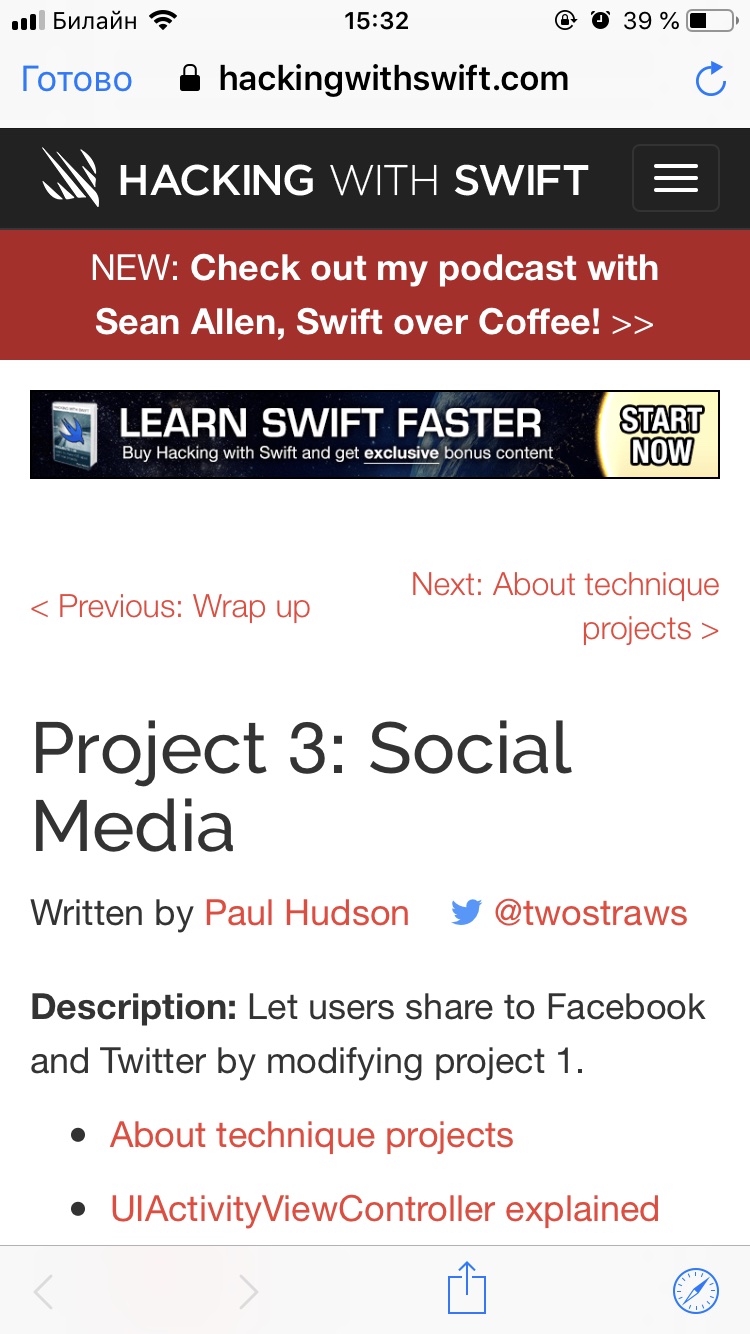 Билайн 15:32 39 %
Готово hackingwithswift.com
HACKING WITH SWIFT
NEW: Check out my podcast with
Sean Allen, Swift over Coffee! >>
LEARN SWIFT FASTER
Buy Hacking with Swift and get exclusive bonus content
START
NOW
< Previous: Wrap up
Next: About technique
projects >
Project 3: Social
Media
Written by Paul Hudson @twostraws
Description: Let users share to Facebook
and Twitter by modifying project 1.
• About technique projects
• UIActivityViewController explained